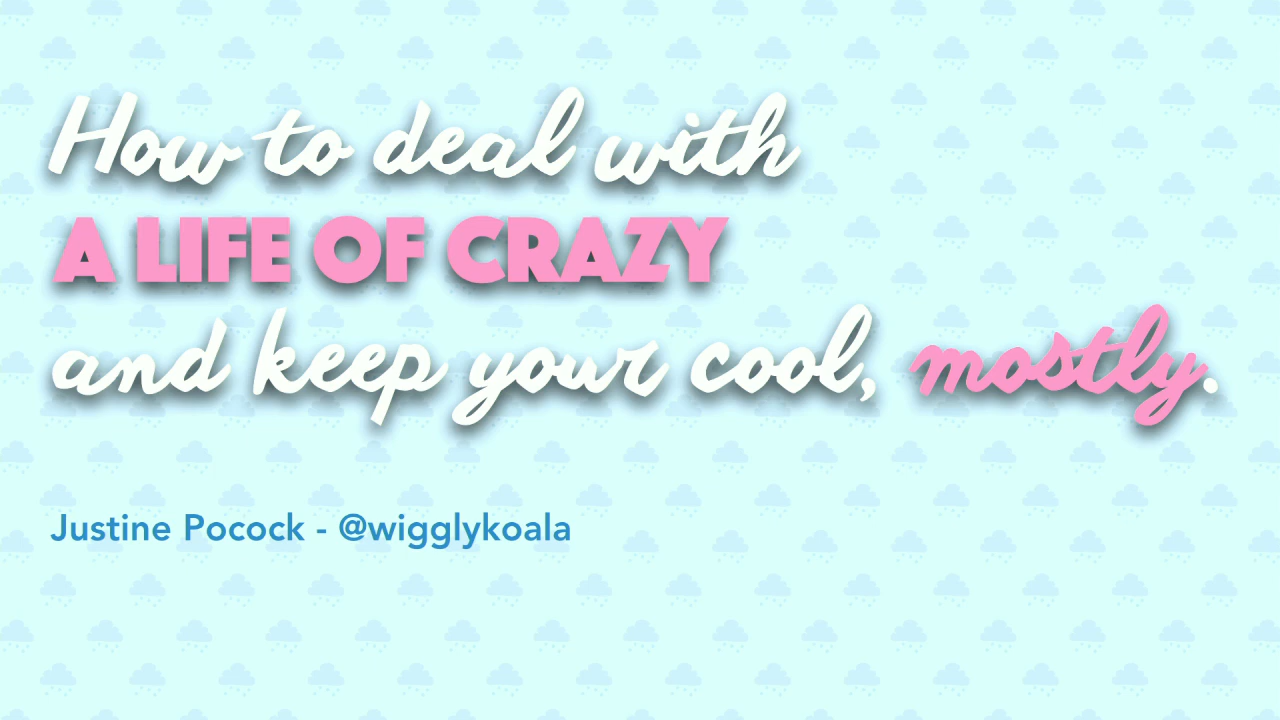 How to deal with
A LIFE OF CRAZY
and keep your cool, mostly.
Justine Pocock - @wigglykoala